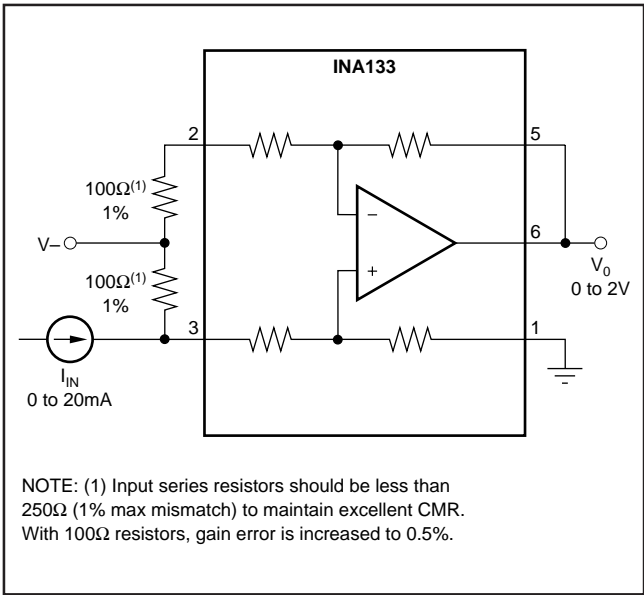 INA133
2
5
100Ω(1)
1%
V–
6
100Ω(1)
1%
–
+
V0
0 to 2V
3
1
IIN
0 to 20mA
NOTE: (1) Input series resistors should be less than
250Ω (1% max mismatch) to maintain excellent CMR.
With 100Ω resistors, gain error is increased to 0.5%.